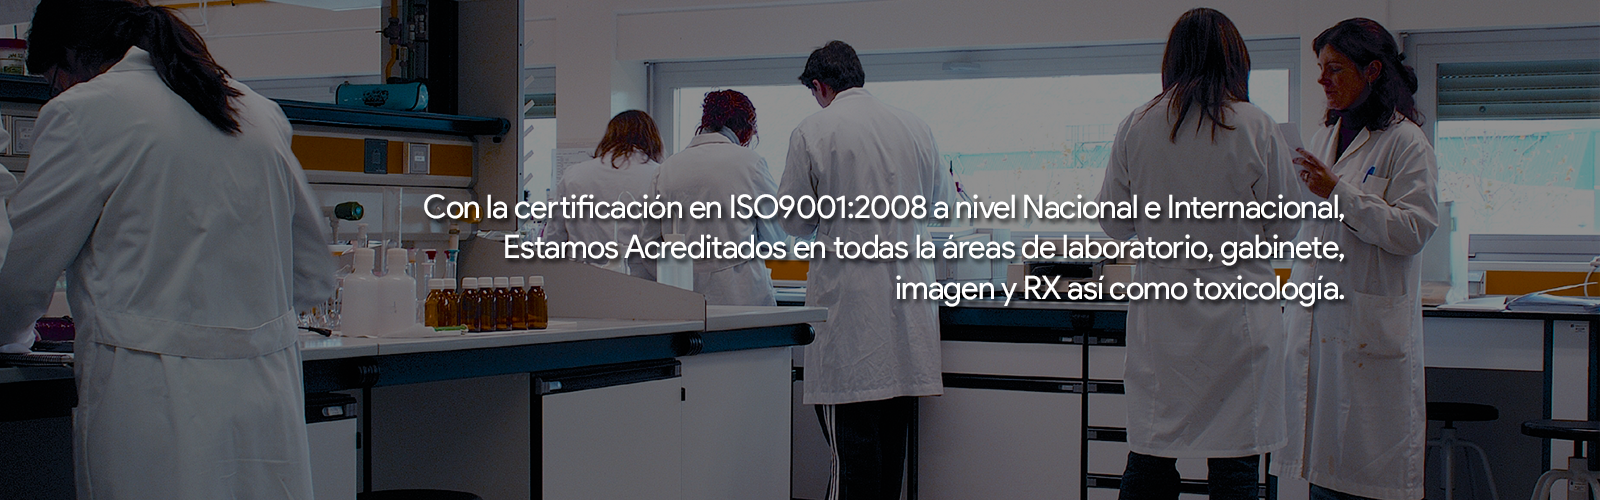 Con la certificación en ISO9001:2008 a nivel Nacional e Internacional,
Estamos Acreditados en todas la áreas de laboratorio, gabinete,
imagen y RX así como toxicología.